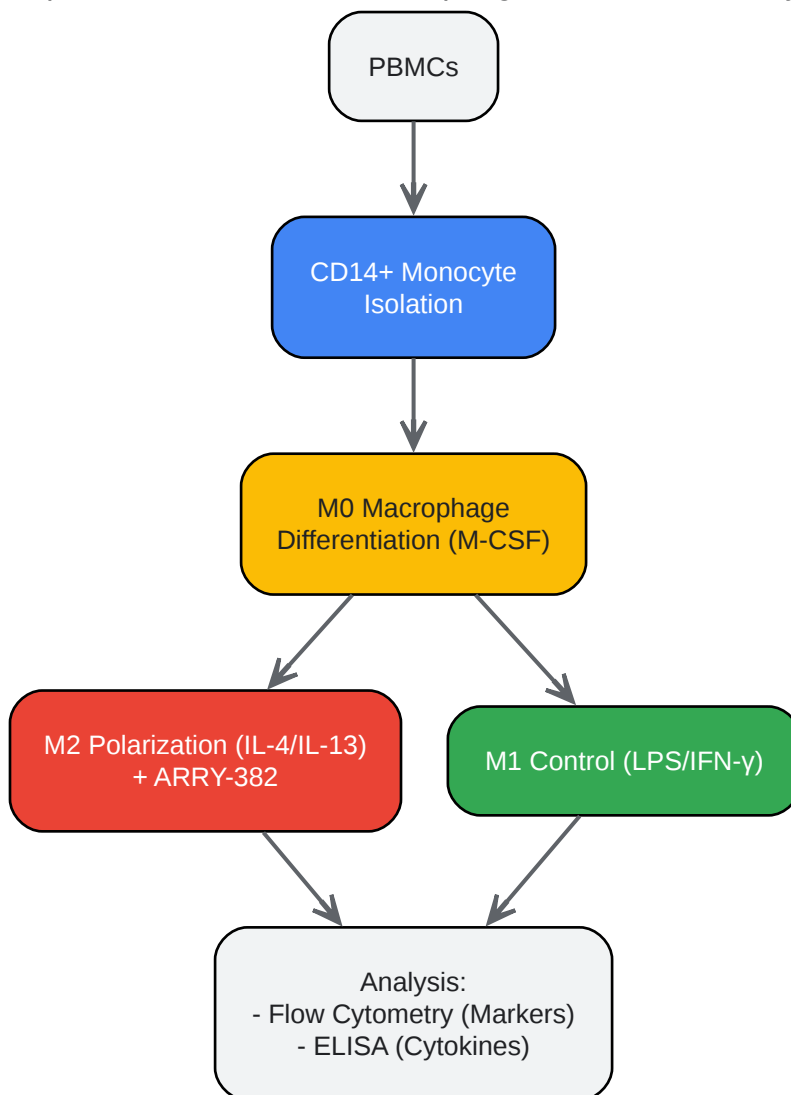 PBMCs
CD14+ Monocyte
Isolation
M0 Macrophage
Differentiation (M-CSF)
M2 Polarization (IL-4/IL-13)
+ ARRY-382
M1 Control (LPS/IFN-γ)
Analysis:
- Flow Cytometry (Markers)
- ELISA (Cytokines)